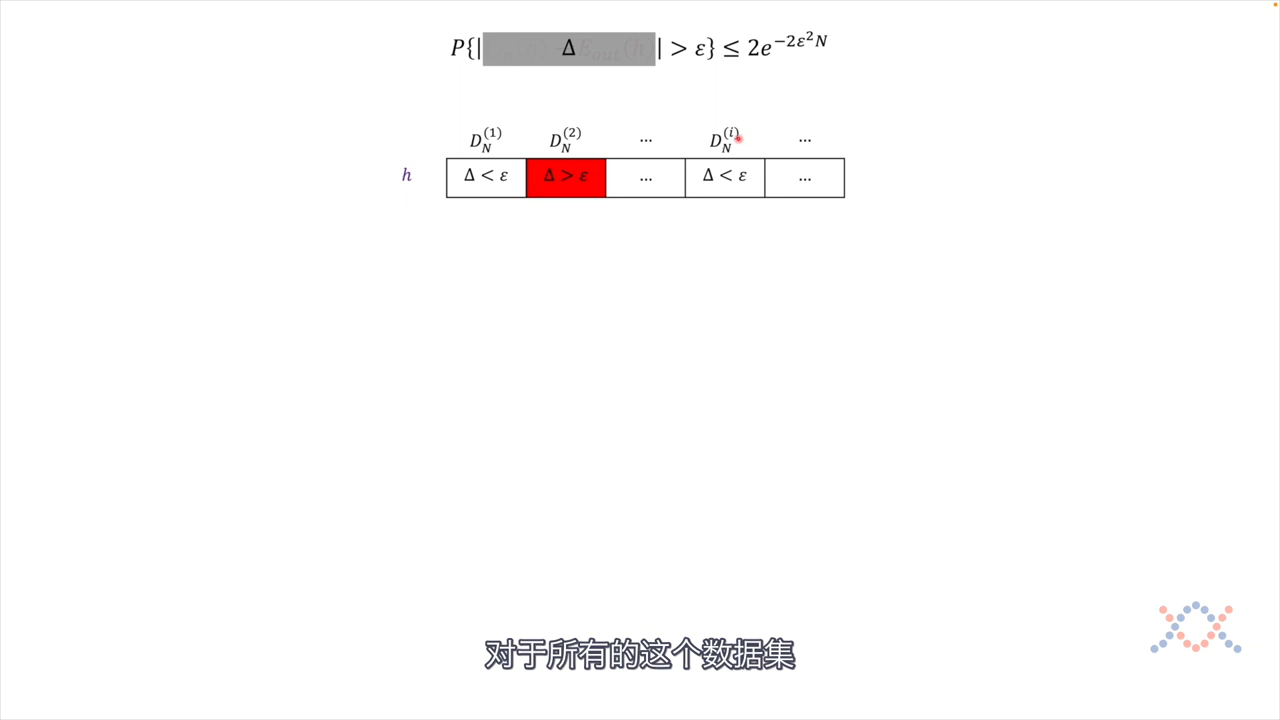 P{| Δ | > ε} ≤ 2e^{-2ε²N}
D_N^{(1)} D_N^{(2)} ... D_N^{(i)} ...
h Δ < ε Δ > ε ... Δ < ε ...
对于所有的这个数据集